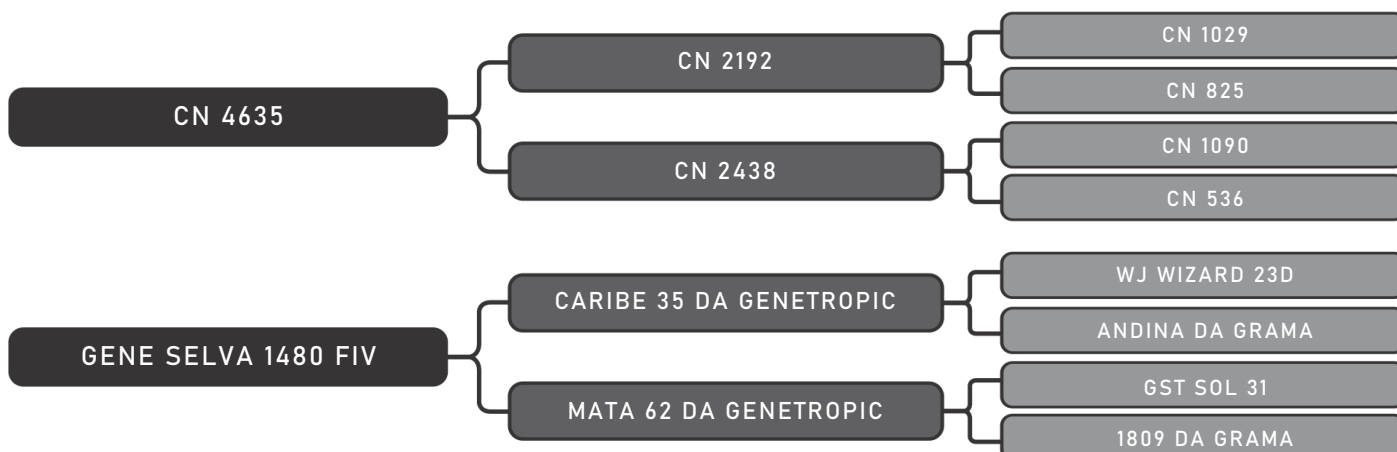 CN 4635
CN 2192
CN 1029
CN 825
CN 2438
CN 1090
CN 536
GENE SELVA 1480 FIV
CARIBE 35 DA GENETROPIC
WJ WIZARD 23D
ANDINA DA GRAMA
MATA 62 DA GENETROPIC
GST SOL 31
1809 DA GRAMA